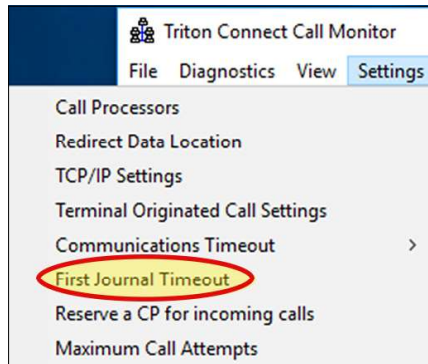 Triton Connect Call Monitor
File Diagnostics View Settings
Call Processors
Redirect Data Location
TCP/IP Settings
Terminal Originated Call Settings
Communications Timeout >
First Journal Timeout
Reserve a CP for incoming calls
Maximum Call Attempts